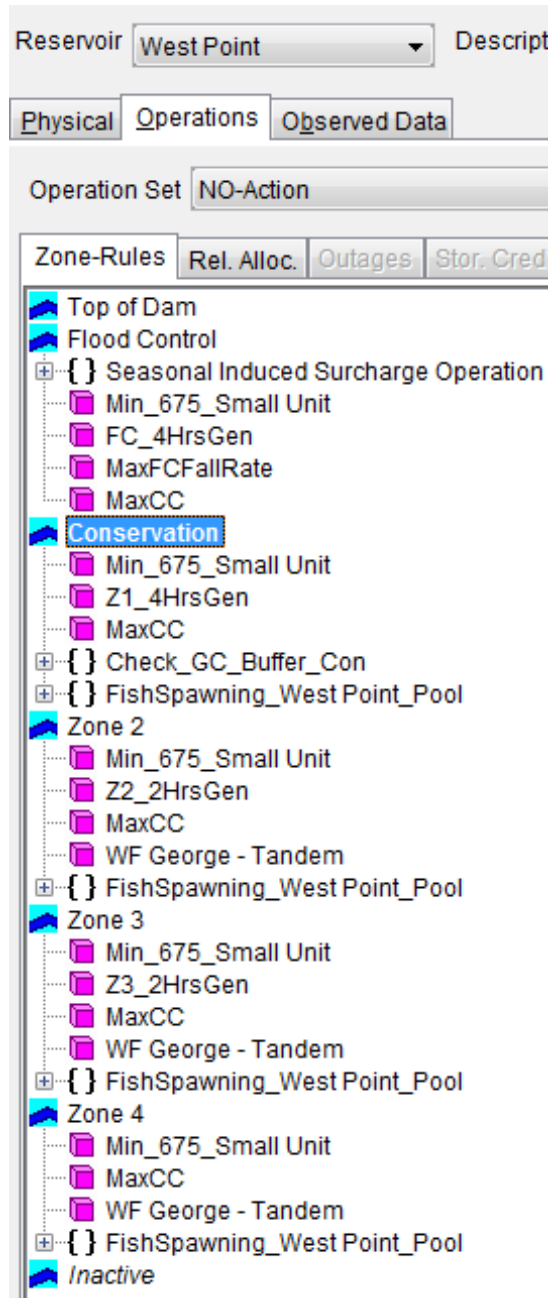 Reservoir West Point Descript
Physical Operations Observed Data
Operation Set NO-Action
Zone-Rules Rel. Alloc. Outages Stor. Cred
Top of Dam
Flood Control
{ } Seasonal Induced Surcharge Operation
Min_675_Small Unit
FC_4HrsGen
MaxFCFallRate
MaxCC
Conservation
Min_675_Small Unit
Z1_4HrsGen
MaxCC
{ } Check_GC_Buffer_Con
{ } FishSpawning_West Point_Pool
Zone 2
Min_675_Small Unit
Z2_2HrsGen
MaxCC
WF George - Tandem
{ } FishSpawning_West Point_Pool
Zone 3
Min_675_Small Unit
Z3_2HrsGen
MaxCC
WF George - Tandem
{ } FishSpawning_West Point_Pool
Zone 4
Min_675_Small Unit
MaxCC
WF George - Tandem
{ } FishSpawning_West Point_Pool
Inactive